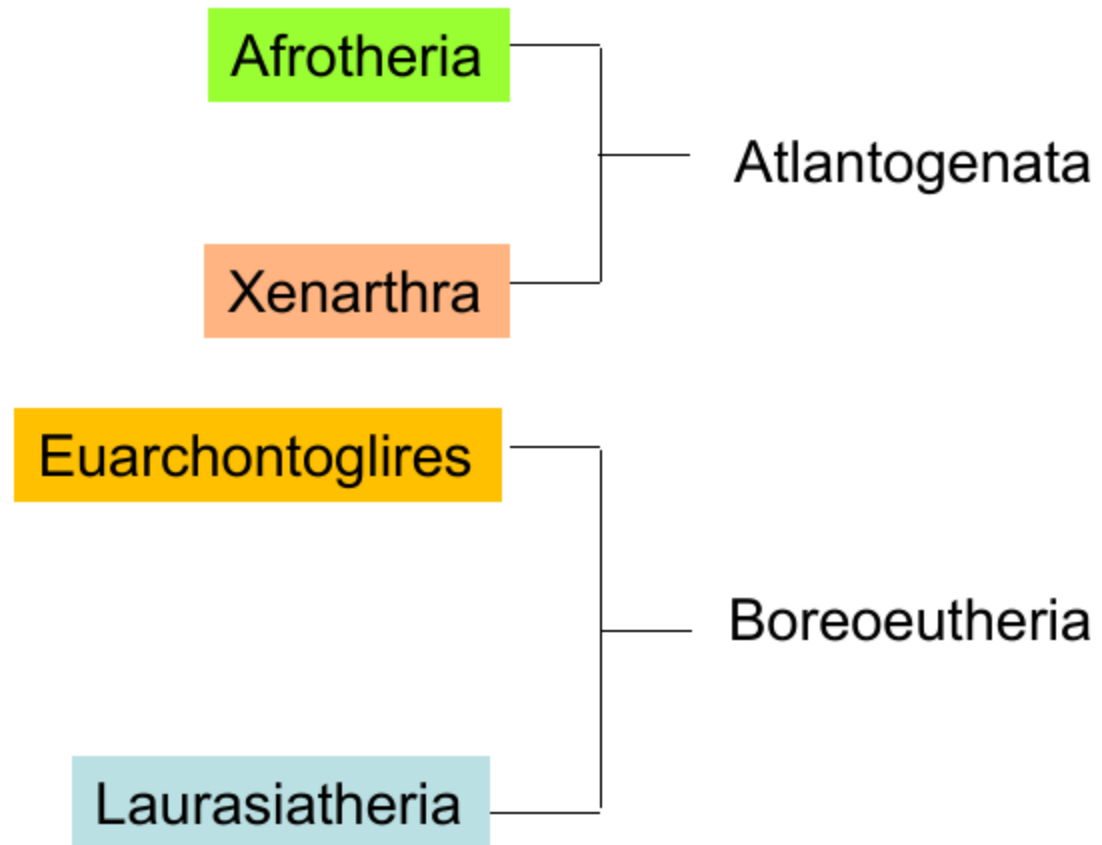 Afrotheria
Atlantogenata
Xenarthra
Euarchontoglires
Boreoeutheria
Laurasiatheria